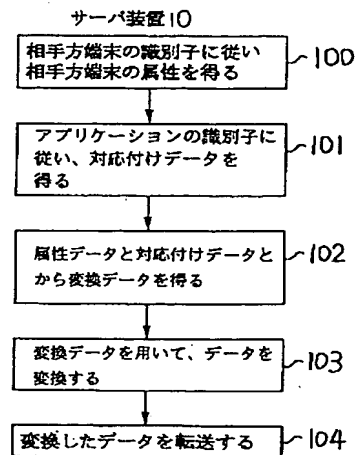 サーバ装置10
相手方端末の識別子に従い
相手方端末の属性を得る
100
アプリケーションの識別子に
従い、対応付けデータを
得る
101
属性データと対応付けデータと
から変換データを得る
102
変換データを用いて、データを
変換する
103
変換したデータを転送する
104